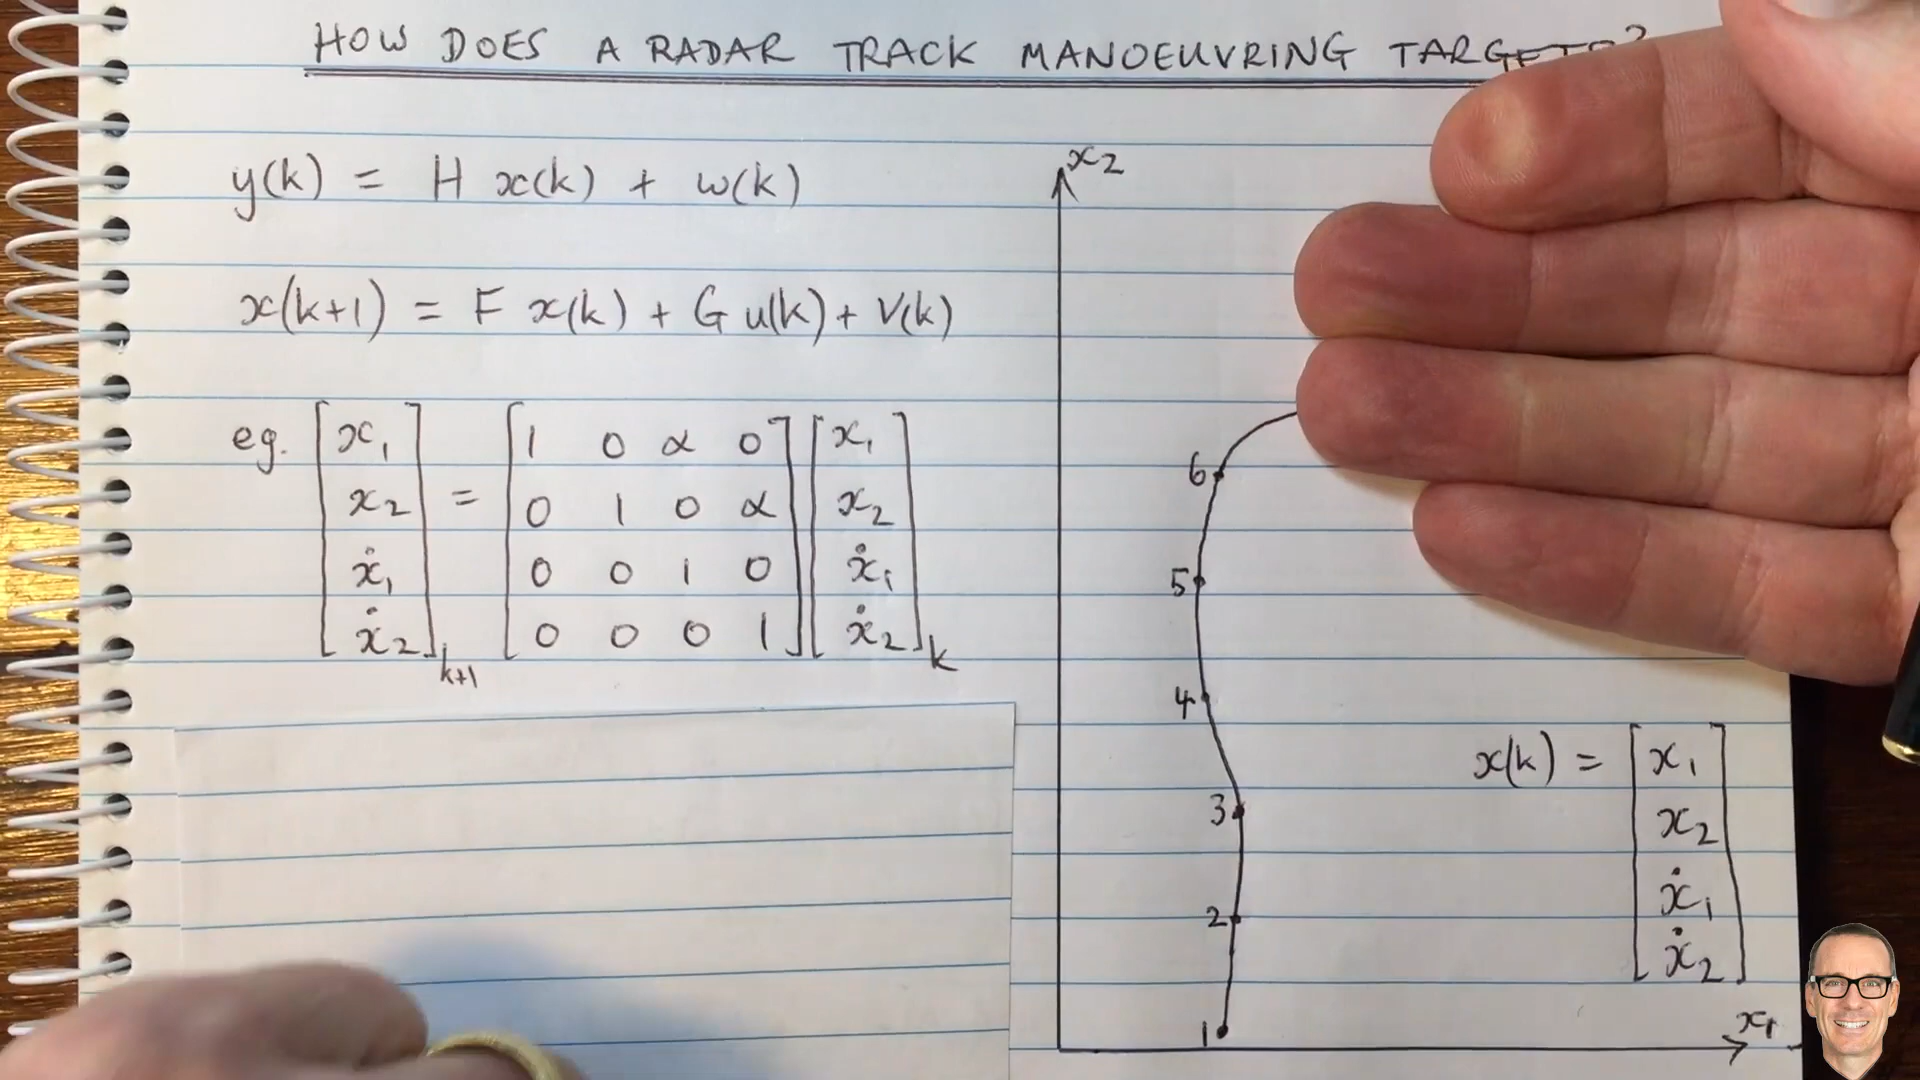 HOW DOES A RADAR TRACK MANOEUVRING TARGETS?
y(k) = H x(k) + w(k)
x(k+1) = F x(k) + G u(k) + V(k)
eg. [x₁ x₂ ẋ₁ ẋ₂]ₖ₊₁ = [1 0 α 0
0 1 0 α
0 0 1 0
0 0 0 1] [x₁ x₂ ẋ₁ ẋ₂]ₖ
x₂
6
5
4
3
2
1
x(k) = [x₁
x₂
ẋ₁
ẋ₂]
x₁